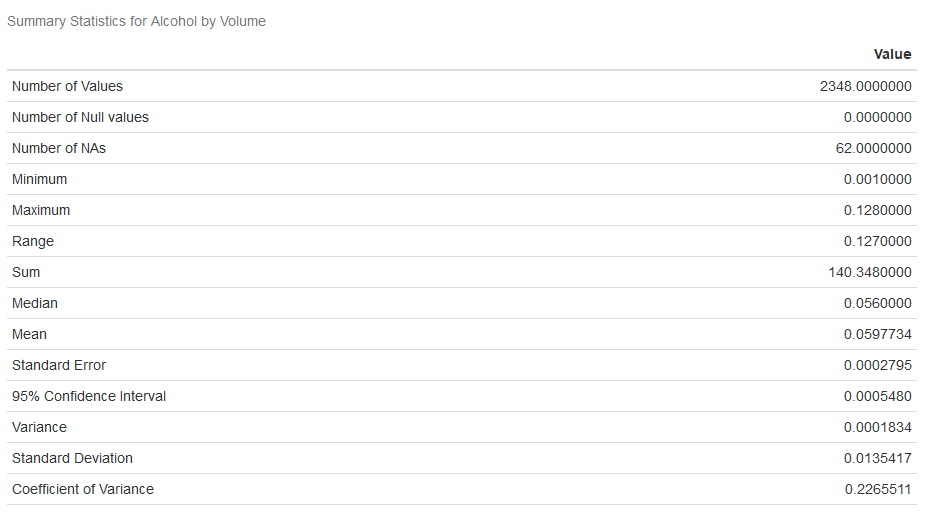 Summary Statistics for Alcohol by Volume
Value
Number of Values 2348.0000000
Number of Null values 0.0000000
Number of NAs 62.0000000
Minimum 0.0010000
Maximum 0.1280000
Range 0.1270000
Sum 140.3480000
Median 0.0560000
Mean 0.0597734
Standard Error 0.0002795
95% Confidence Interval 0.0005480
Variance 0.0001834
Standard Deviation 0.0135417
Coefficient of Variance 0.2265511